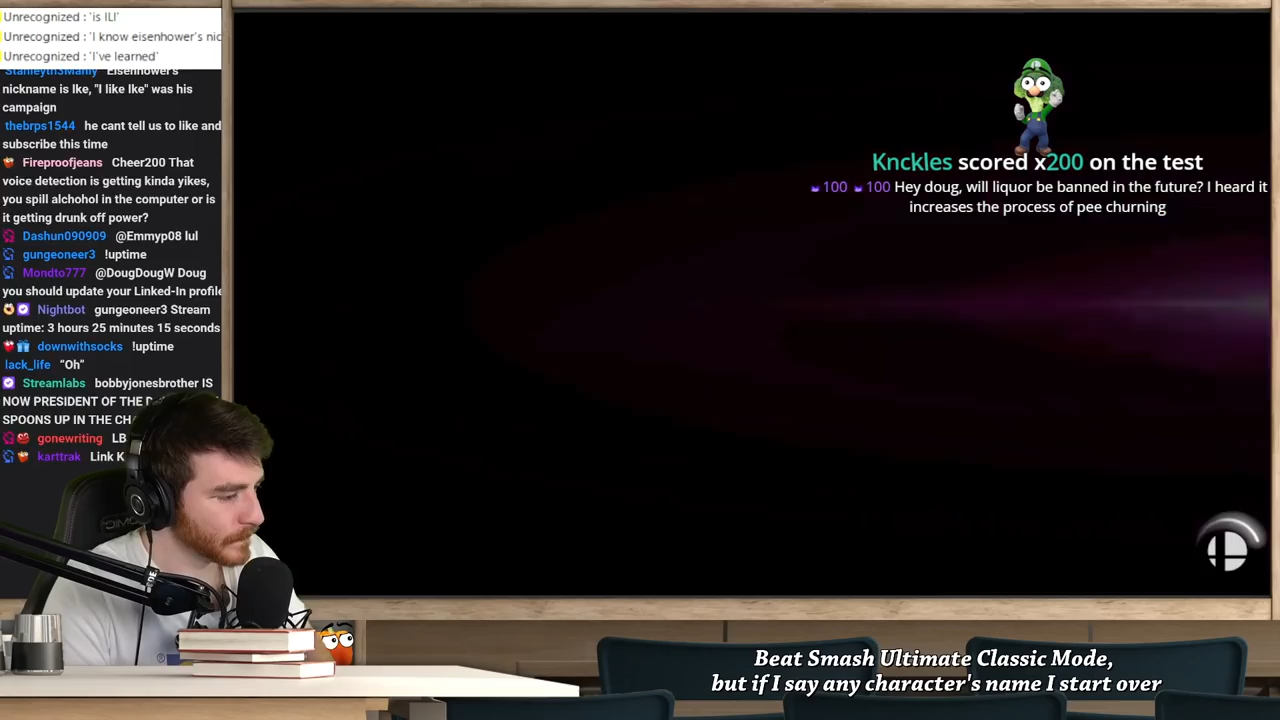 Unrecognized : 'is ILI'
Unrecognized : 'I know eisenhower's nic
Unrecognized : 'I've learned'
Stanleyth3Manly Eisenhower's
nickname is Ike, "I like Ike" was his
campaign
thebrps1544 he cant tell us to like and
subscribe this time
Fireproofjeans Cheer200 That
voice detection is getting kinda yikes,
you spill alchohol in the computer or is
it getting drunk off power?
Dashun090909 @Emmyp08 lul
gungeoneer3 !uptime
Mondto777 @DougDougW Doug
you should update your Linked-In profile
Nightbot gungeoneer3 Stream
uptime: 3 hours 25 minutes 15 seconds
downwithsocks !uptime
lack_life “Oh”
Streamlabs bobbyjonesbrother IS
NOW PRESIDENT OF THE
SPOONS UP IN THE
gonewriting LB
karttrak Link K
Knckles scored x200 on the test
100 100 Hey doug, will liquor be banned in the future? I heard it
increases the process of pee churning
Beat Smash Ultimate Classic Mode,
but if I say any character's name I start over